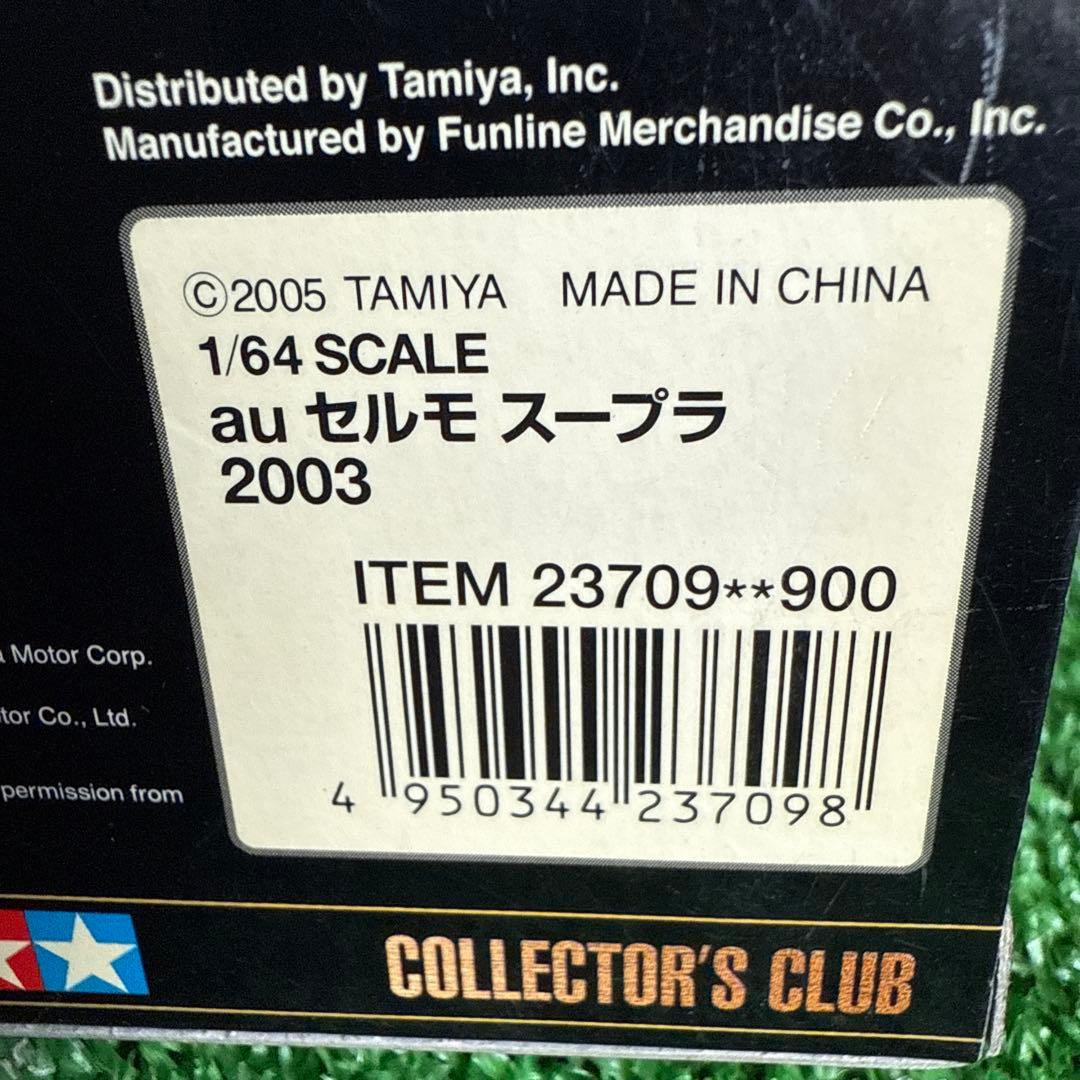 Distributed by Tamiya, Inc.
Manufactured by Funline Merchandise Co., Inc.
©2005 TAMIYA MADE IN CHINA
1/64 SCALE
au セルモ スープラ
2003
ITEM 23709**900
4 950344 237098
Motor Corp.
Co., Ltd.
permission from
COLLECTOR'S CLUB